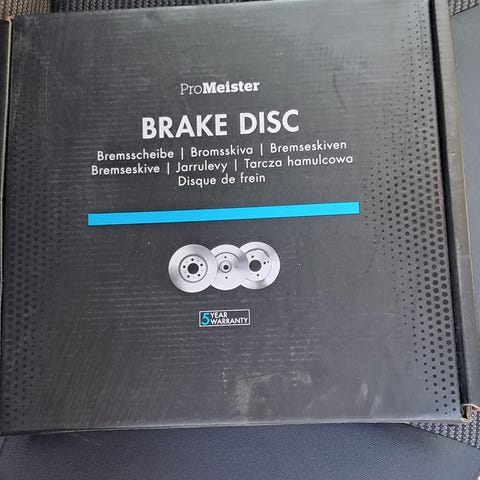 ProMeister
BRAKE DISC
Bremsscheibe | Bromsskiva | Bremseskiven
Bremseskive | Jarrulevy | Tarcza hamulcowa
Disque de frein
5 YEAR
WARRANTY